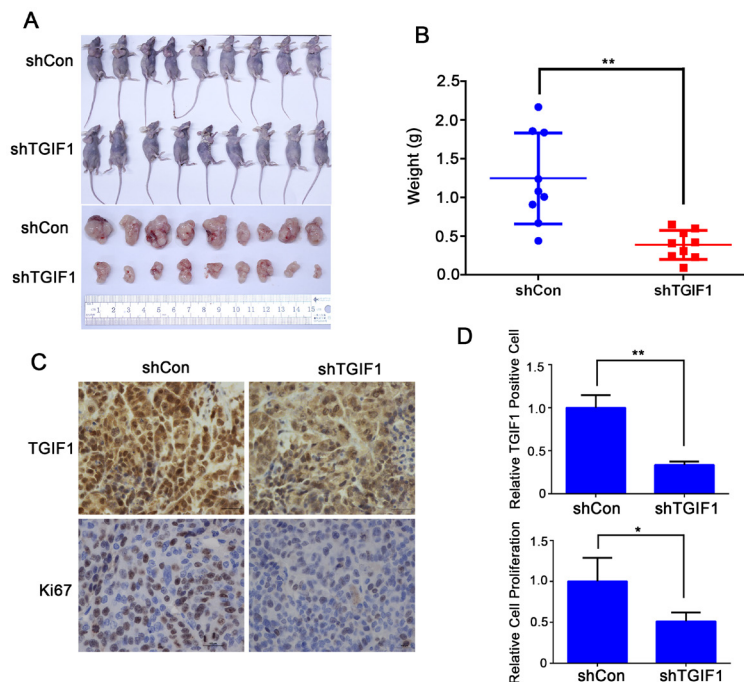 A
shCon
shTGIF1
shCon
shTGIF1
1 2 3 4 5 6 7 8 9 10 11 12 13 14 15
B
**
Weight (g)
2.5
2.0
1.5
1.0
0.5
0.0
shCon
shTGIF1
C
shCon
shTGIF1
TGIF1
Ki67
D
**
Relative TGIF1 Positive Cell
1.5
1.0
0.5
0
shCon
shTGIF1
*
Relative Cell Proliferation
1.5
1.0
0.5
0
shCon
shTGIF1